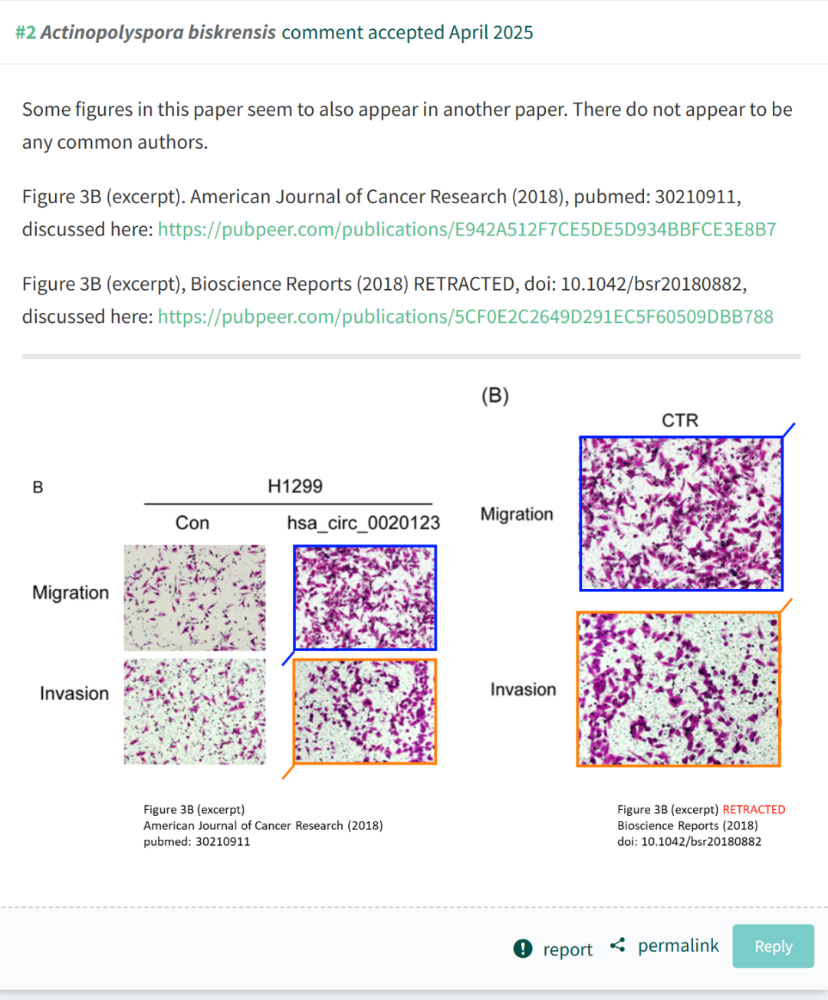 #2 Actinopolyspora biskrensis comment accepted April 2025
Some figures in this paper seem to also appear in another paper. There do not appear to be
any common authors.
Figure 3B (excerpt). American Journal of Cancer Research (2018), pubmed: 30210911,
discussed here: https://pubpeer.com/publications/E942A512F7CE5DE5D934BBFCE3E8B7
Figure 3B (excerpt), Bioscience Reports (2018) RETRACTED, doi: 10.1042/bsr20180882,
discussed here: https://pubpeer.com/publications/5CF0E2C2649D291EC5F60509DBB788
B
H1299
Con hsa_circ_0020123
Migration
Invasion
Figure 3B (excerpt)
American Journal of Cancer Research (2018)
pubmed: 30210911
(B)
CTR
Migration
Invasion
Figure 3B (excerpt) RETRACTED
Bioscience Reports (2018)
doi: 10.1042/bsr20180882
report permalink Reply